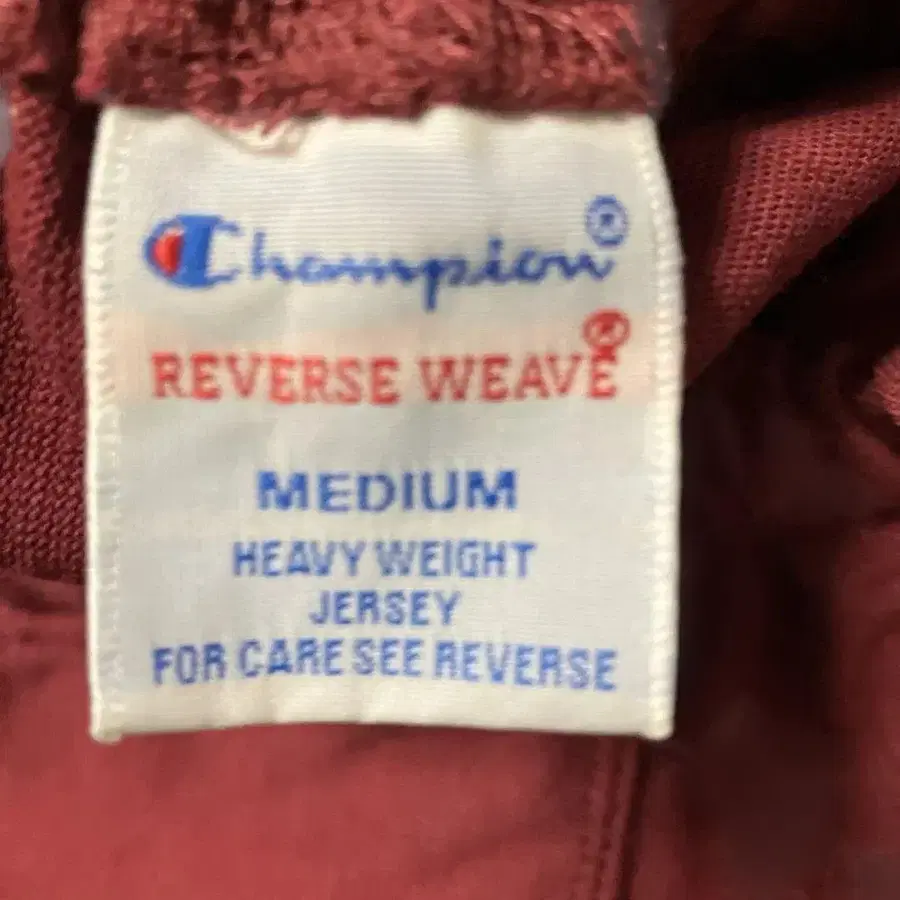 Champion®
REVERSE WEAVE®
MEDIUM
HEAVY WEIGHT
JERSEY
FOR CARE SEE REVERSE